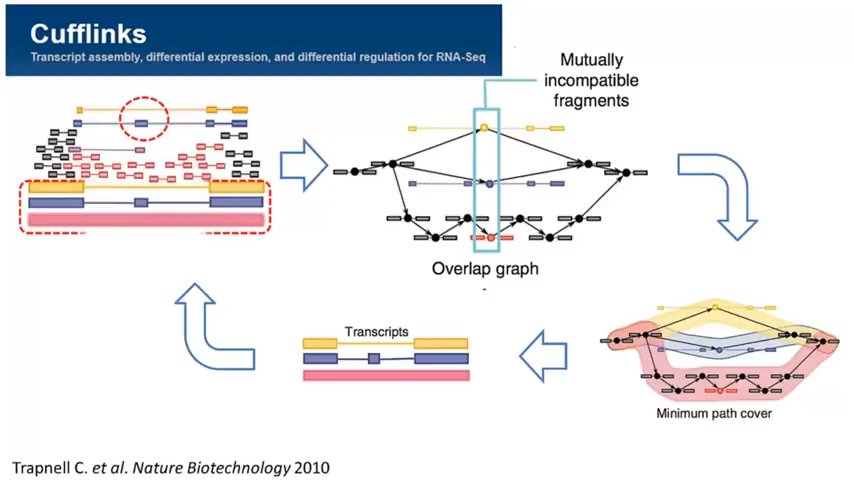 Cufflinks
Transcript assembly, differential expression, and differential regulation for RNA-Seq
Mutually
incompatible
fragments
Overlap graph
Transcripts
Minimum path cover
Trapnell C. et al. Nature Biotechnology 2010